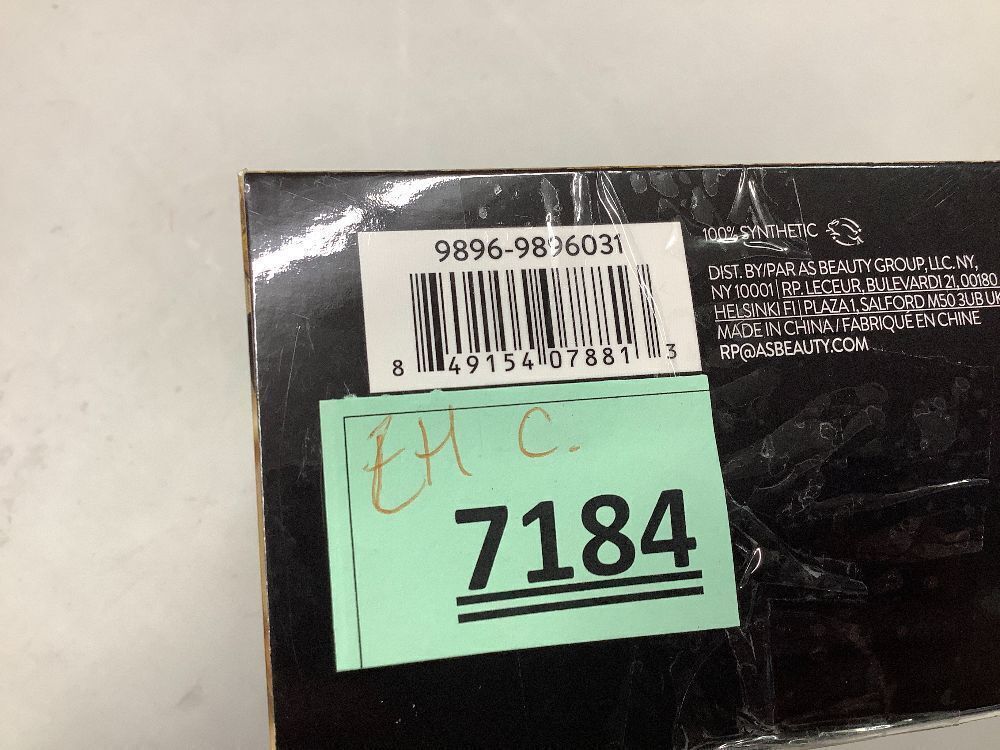 9896-9896031
8 49154 07881 3
100% SYNTHETIC
DIST. BY/PAR AS BEAUTY GROUP, LLC. NY,
NY 10001 | RP. LECEUR. BULEVARDI 21, 00180
HELSINKI FI | PLAZA 1, SALFORD M50 3UB UK
MADE IN CHINA / FABRIQUÉ EN CHINE
RP@ASBEAUTY.COM
EH C.
7184